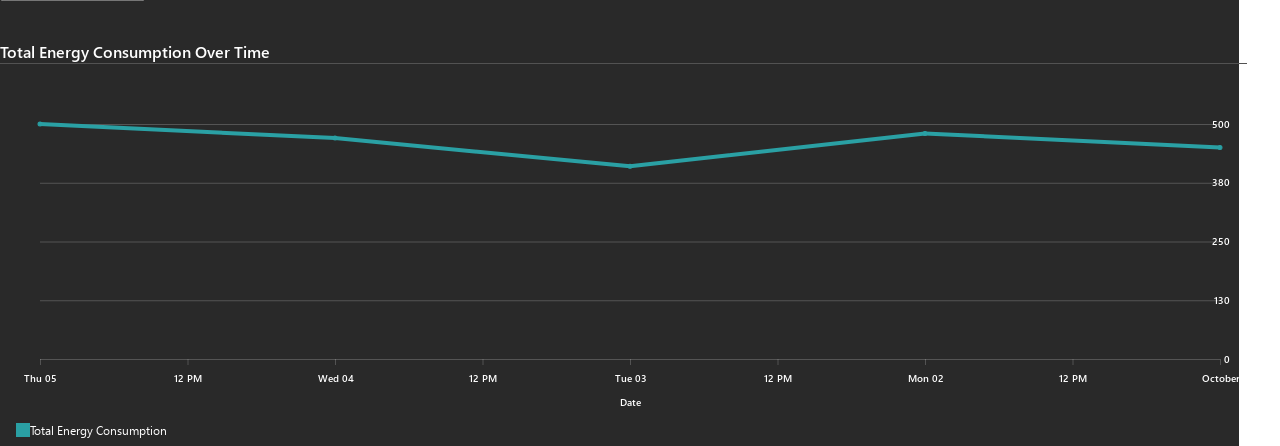 Total Energy Consumption Over Time
500
380
250
130
0
Thu 05 12 PM Wed 04 12 PM Tue 03 12 PM Mon 02 12 PM October
Date
Total Energy Consumption